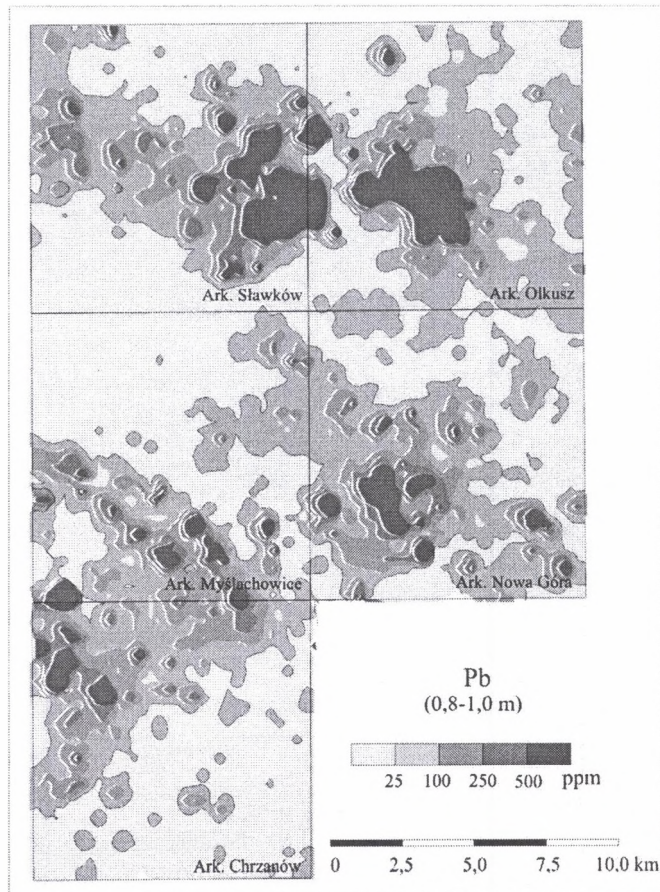 Ark. Sławków
Ark. Olkusz
Ark. Myślachowice
Ark. Nowa Góra
Pb
(0,8-1,0 m)
25 100 250 500 ppm
Ark. Chrzanów
0 2,5 5,0 7,5 10,0 km